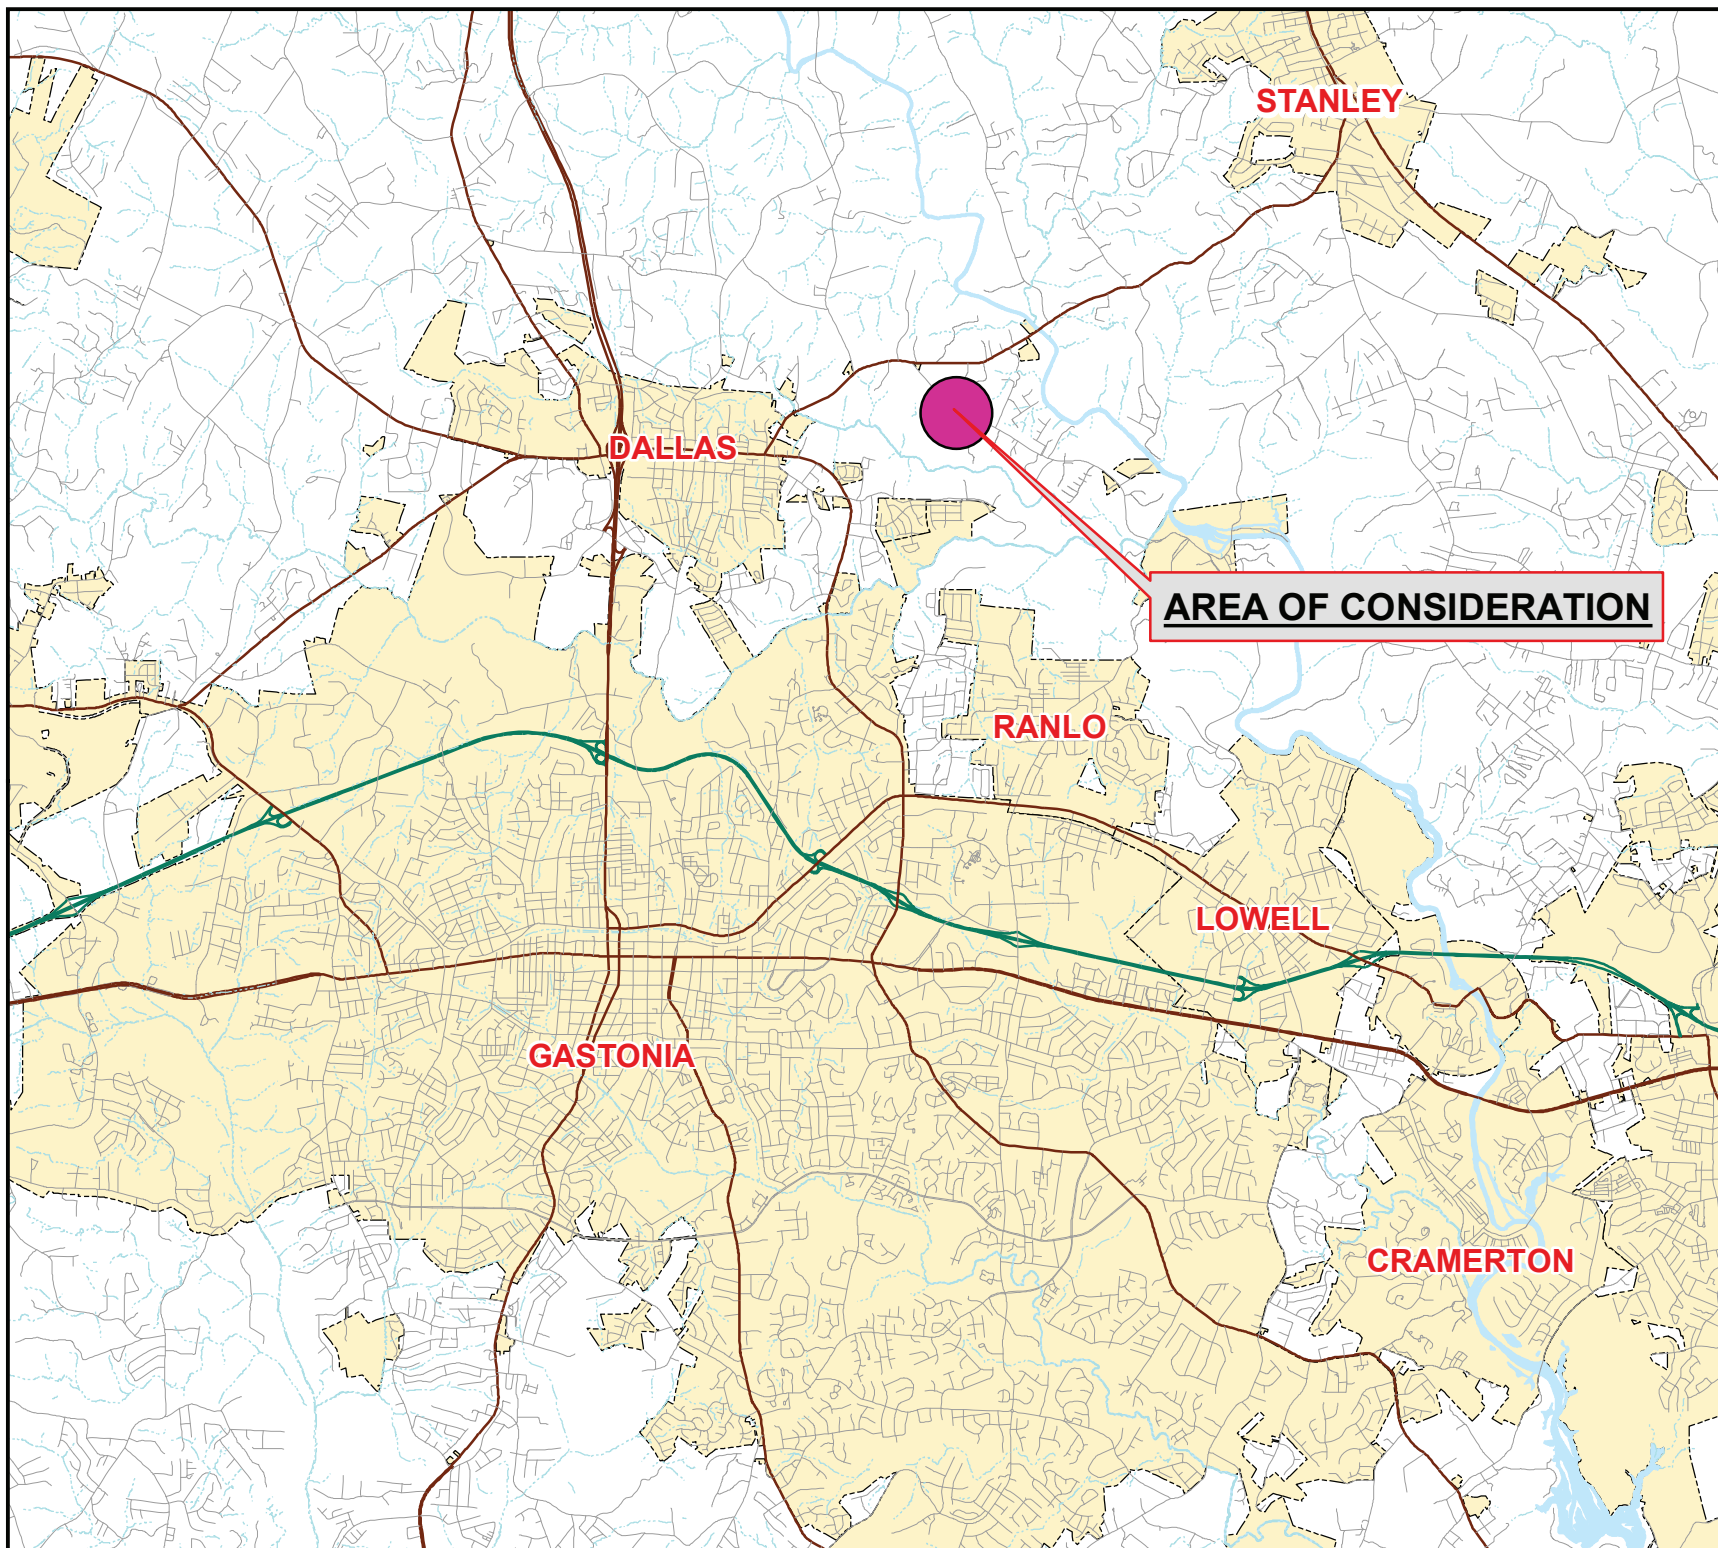 STANLEY
DALLAS
AREA OF CONSIDERATION
RANLO
LOWELL
GASTONIA
CRAMERTON